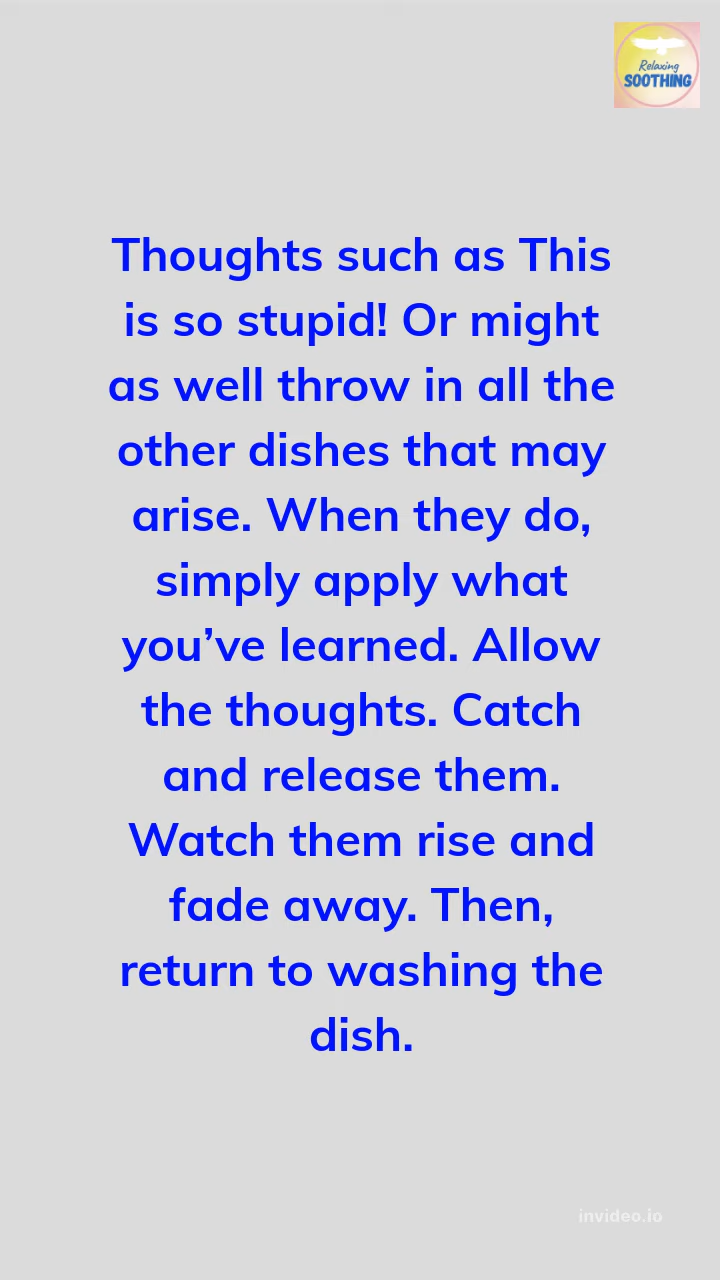 Relaxing
SOOTHING
Thoughts such as This
is so stupid! Or might
as well throw in all the
other dishes that may
arise. When they do,
simply apply what
you’ve learned. Allow
the thoughts. Catch
and release them.
Watch them rise and
fade away. Then,
return to washing the
dish.
invideo.io